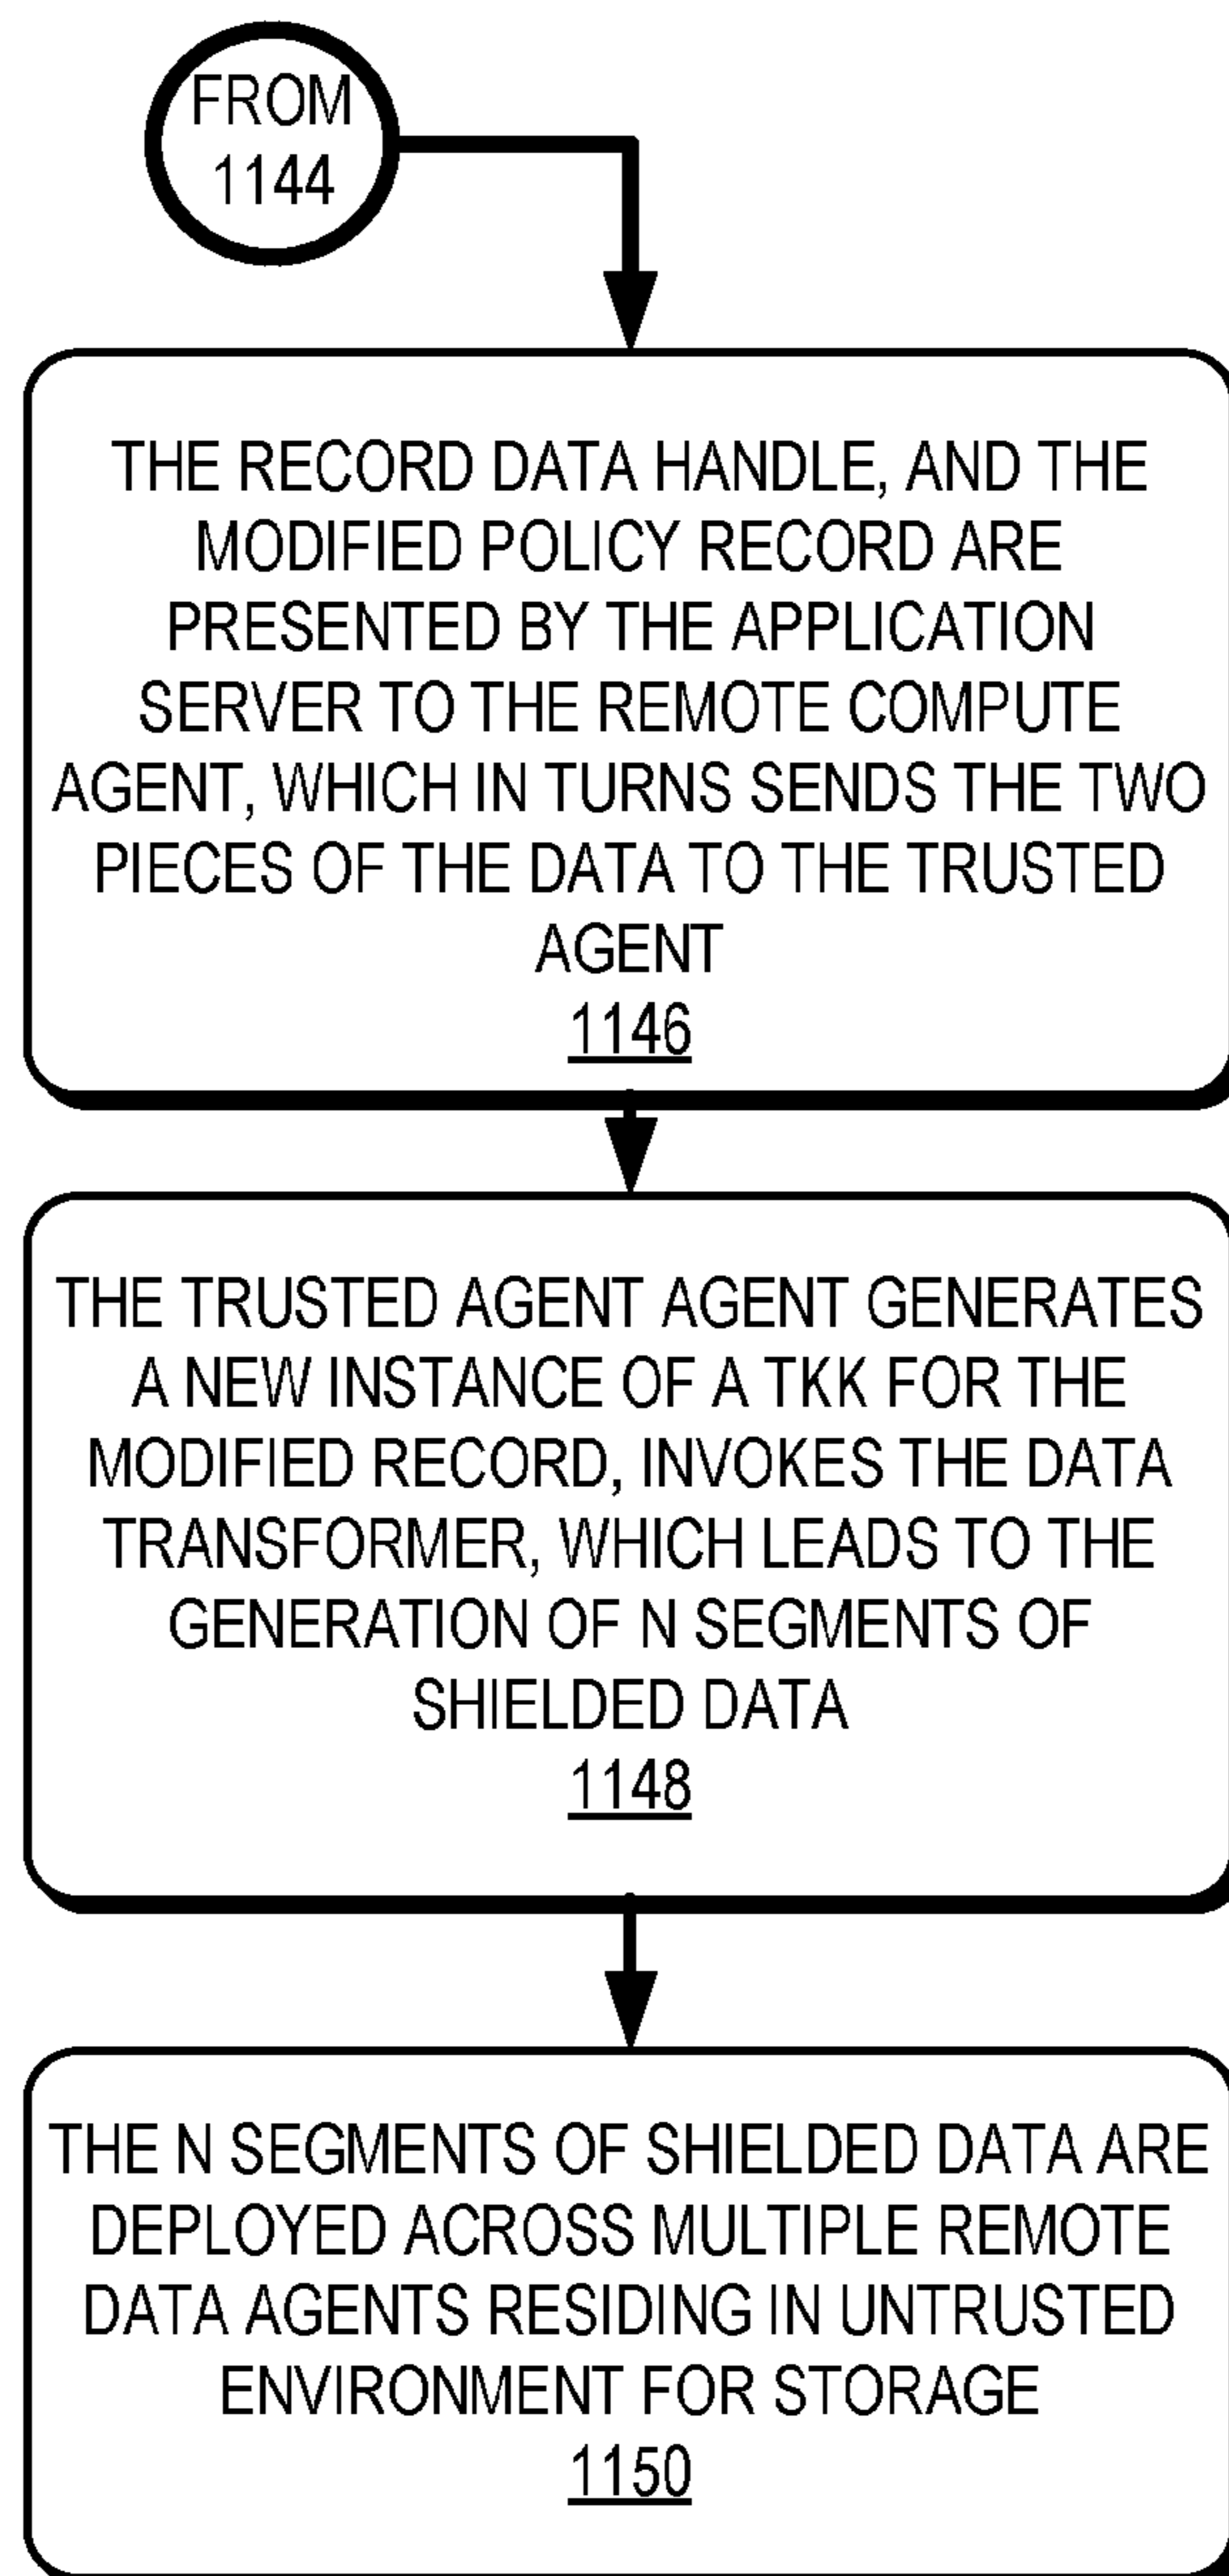 FROM
1144
THE RECORD DATA HANDLE, AND THE
MODIFIED POLICY RECORD ARE
PRESENTED BY THE APPLICATION
SERVER TO THE REMOTE COMPUTE
AGENT, WHICH IN TURNS SENDS THE TWO
PIECES OF THE DATA TO THE TRUSTED
AGENT
1146
THE TRUSTED AGENT AGENT GENERATES
A NEW INSTANCE OF A TKK FOR THE
MODIFIED RECORD, INVOKES THE DATA
TRANSFORMER, WHICH LEADS TO THE
GENERATION OF N SEGMENTS OF
SHIELDED DATA
1148
THE N SEGMENTS OF SHIELDED DATA ARE
DEPLOYED ACROSS MULTIPLE REMOTE
DATA AGENTS RESIDING IN UNTRUSTED
ENVIRONMENT FOR STORAGE
1150